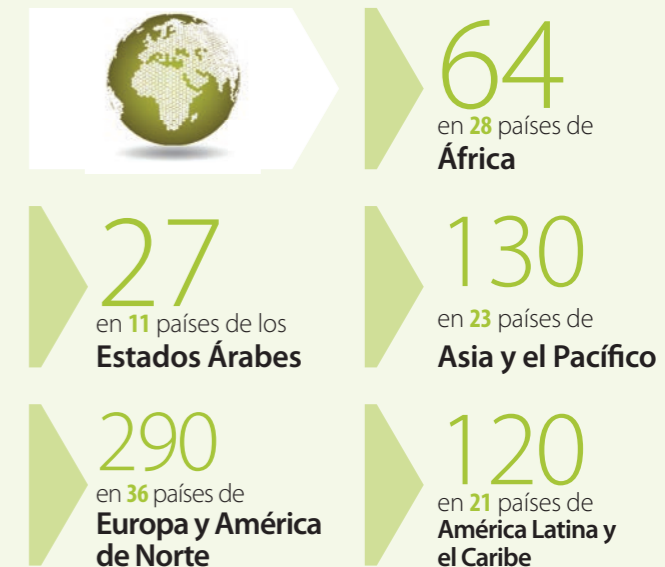 64
en 28 países de
África
27
en 11 países de los
Estados Árabes
130
en 23 países de
Asia y el Pacífico
290
en 36 países de
Europa y América
de Norte
120
en 21 países de
América Latina y
el Caribe